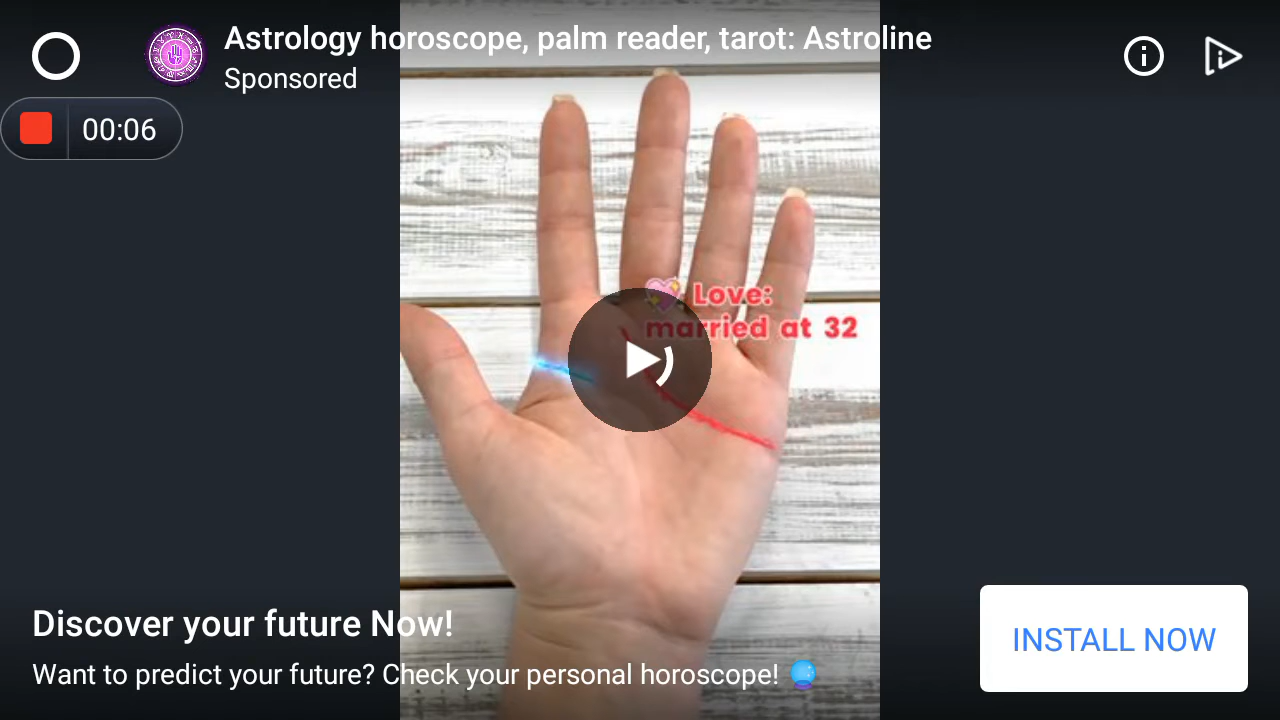 Astrology horoscope, palm reader, tarot: Astroline
Sponsored
00:06
Love:
married at 32
Discover your future Now!
Want to predict your future? Check your personal horoscope!
INSTALL NOW